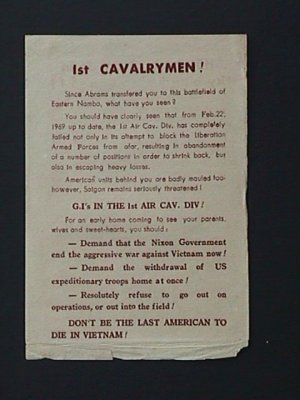 1st CAVALRYMEN !
Since Abrams transfered you to this battlefield of
Eastern Nambo, what have you seen ?
You should have clearly seen that from Feb.22,
1969 up to date, the 1st Air Cav. Div. has completely
failed not only in its attempt to block the Liberation
Armed Forces from afar, resulting in abandonment
of a number of positions in order to shrink back, but
also in escaping heavy losses.
American units behind you are badly mauled too;
however, Saigon remains seriously threatened !
G.I's IN THE 1st AIR CAV. DIV !
For an early home coming to see your parents,
wives and sweet-hearts, you should :
— Demand that the Nixon Government
end the aggressive war against Vietnam now !
— Demand the withdrawal of US
expeditionary troops home at once !
— Resolutely refuse to go out on
operations, or out into the field !
DON'T BE THE LAST AMERICAN TO
DIE IN VIETNAM !